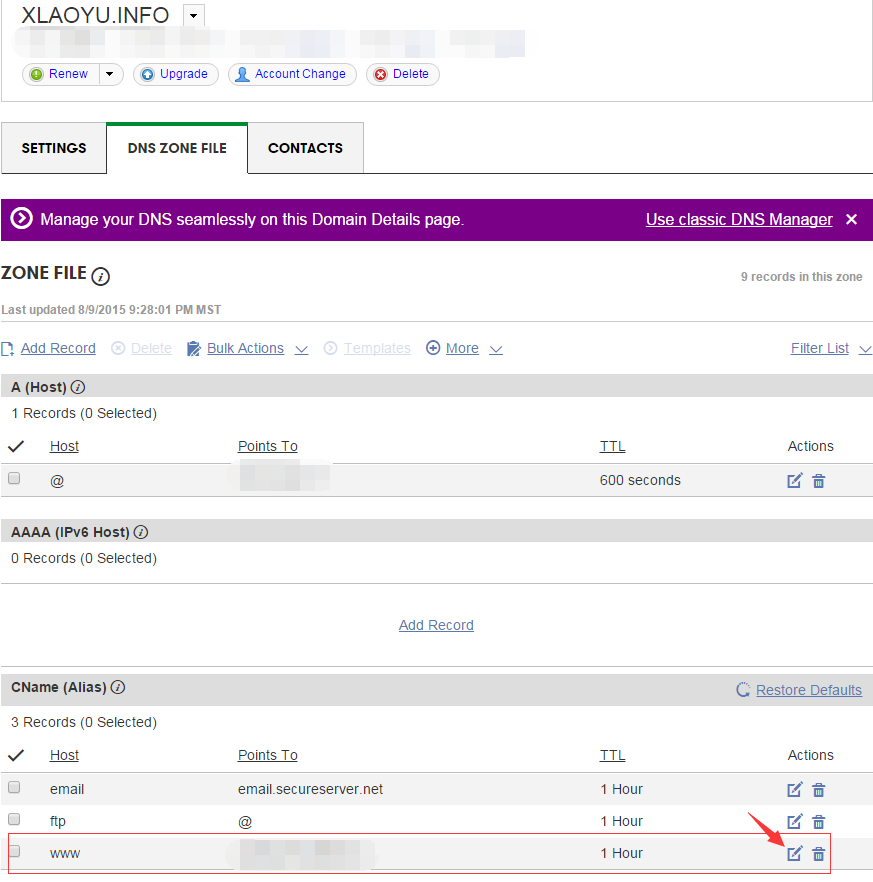 XLAOYU.INFO
Renew Upgrade Account Change Delete
SETTINGS DNS ZONE FILE CONTACTS
Manage your DNS seamlessly on this Domain Details page. Use classic DNS Manager
ZONE FILE
9 records in this zone
Last updated 8/9/2015 9:28:01 PM MST
Add Record Delete Bulk Actions Templates More Filter List
A (Host)
1 Records (0 Selected)
Host Points To TTL Actions
@ 600 seconds
AAAA (IPv6 Host)
0 Records (0 Selected)
Add Record
CName (Alias) Restore Defaults
3 Records (0 Selected)
Host Points To TTL Actions
email email.secureserver.net 1 Hour
ftp @ 1 Hour
www 1 Hour